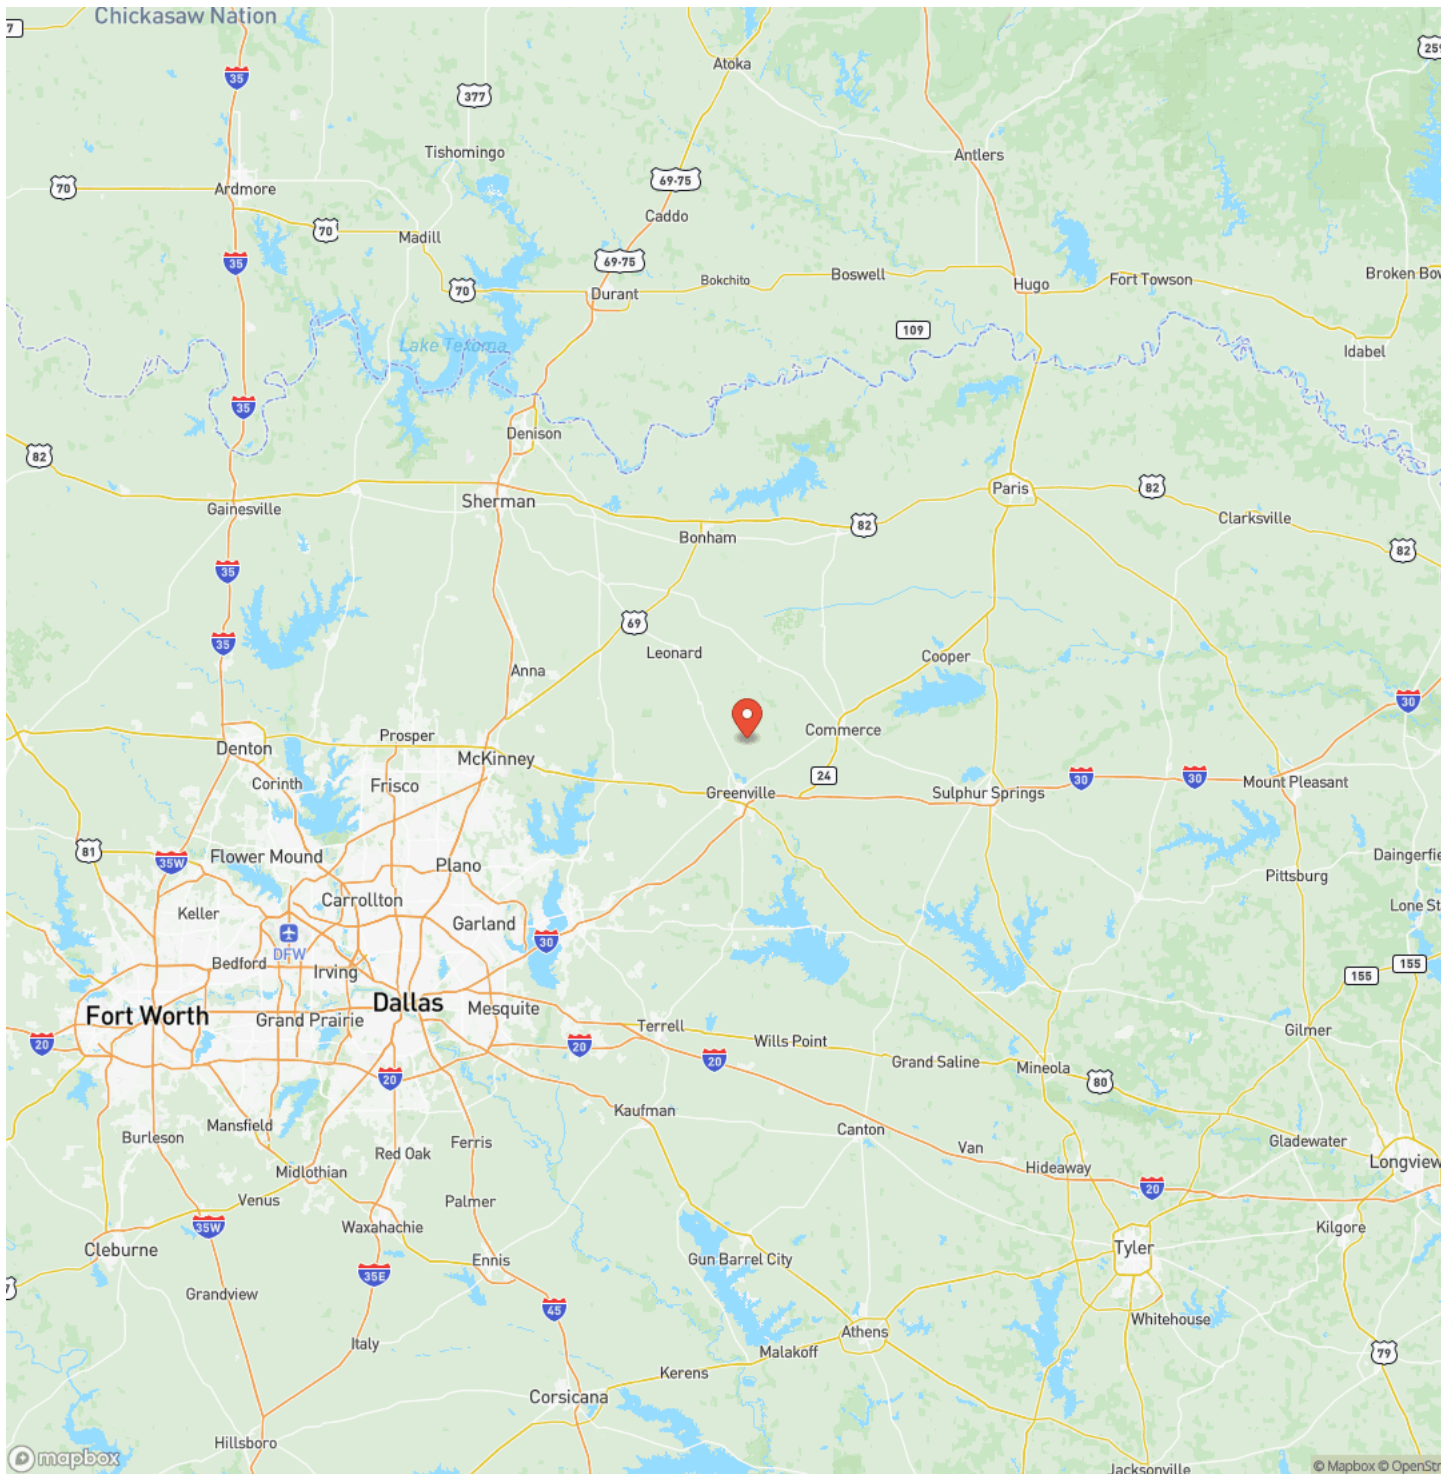 Chickasaw Nation
7
35
377
Atoka
259
Tishomingo
Antlers
70
Ardmore
69-75
Caddo
70
Madill
35
69-75
70
Durant
Bokchito
Boswell
Hugo
Fort Towson
Broken Bow
109
Lake Texoma
Idabel
35
82
Denison
Sherman
Gainesville
Paris
82
Clarksville
82
Bonham
82
35
69
35
Leonard
Anna
Cooper
30
Denton
Prosper
McKinney
Commerce
Corinth
Frisco
24
30
30
Mount Pleasant
Greenville
Sulphur Springs
81
35W
Flower Mound
Plano
Daingerfie
Pittsburg
Carrollton
Keller
Garland
Lone St
DFW
30
Bedford
Irving
155
155
Fort Worth
Dallas
Mesquite
Grand Prairie
Terrell
Gilmer
20
20
20
Wills Point
Grand Saline
Mineola
80
20
Kaufman
Mansfield
Burleson
Canton
Ferris
Red Oak
Van
Gladewater
Longview
Midlothian
Hideaway
20
Venus
Palmer
35W
Waxahachie
Kilgore
Cleburne
Tyler
Ennis
Gun Barrel City
35E
7
Grandview
45
Whitehouse
Italy
Athens
Malakoff
79
Kerens
Corsicana
Hillsboro
mapbox
Jacksonville
© Mapbox © OpenStr